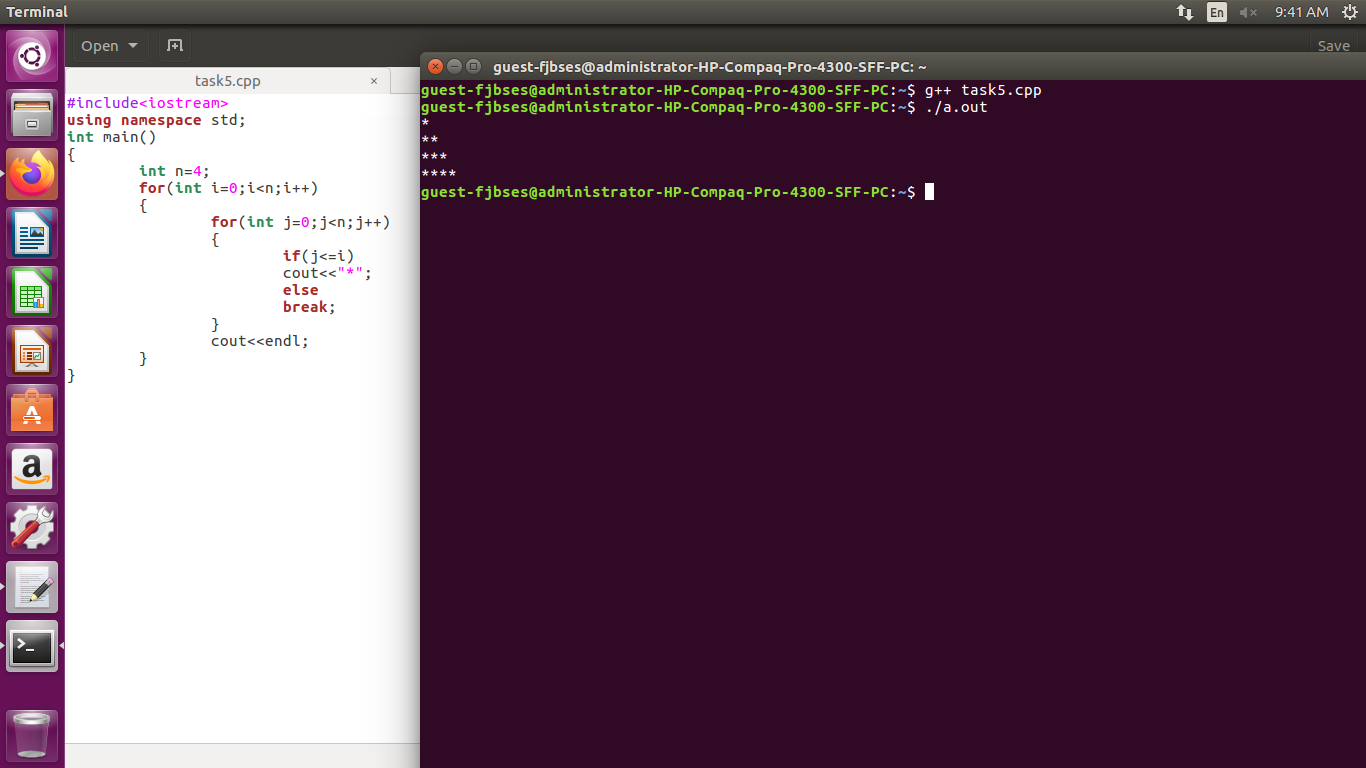 Terminal
En
9:41 AM
Open
Save
task5.cpp ×
#include<iostream>
using namespace std;
int main()
{
int n=4;
for(int i=0;i<n;i++)
{
for(int j=0;j<n;j++)
{
if(j<=i)
cout<<"*";
else
break;
}
cout<<endl;
}
}
guest-fjbses@administrator-HP-Compaq-Pro-4300-SFF-PC: ~
guest-fjbses@administrator-HP-Compaq-Pro-4300-SFF-PC:~$ g++ task5.cpp
guest-fjbses@administrator-HP-Compaq-Pro-4300-SFF-PC:~$ ./a.out
*
**
***
****
guest-fjbses@administrator-HP-Compaq-Pro-4300-SFF-PC:~$